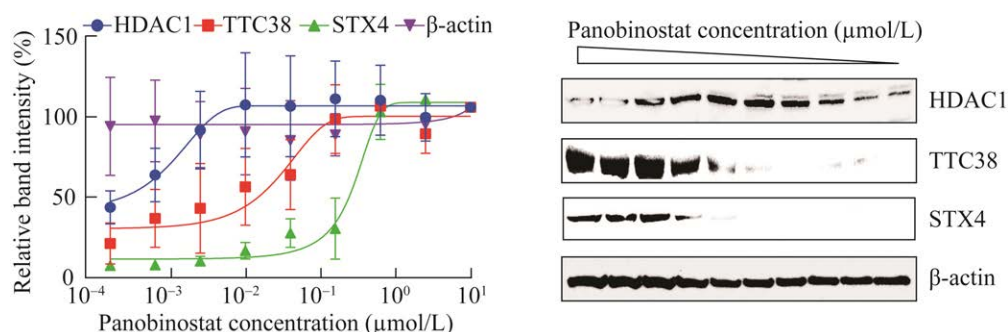 HDAC1 TTC38 STX4 β-actin
150
100
50
0
Relative band intensity (%)
10⁻⁴ 10⁻³ 10⁻² 10⁻¹ 10⁰ 10¹
Panobinostat concentration (μmol/L)
Panobinostat concentration (μmol/L)
HDAC1
TTC38
STX4
β-actin